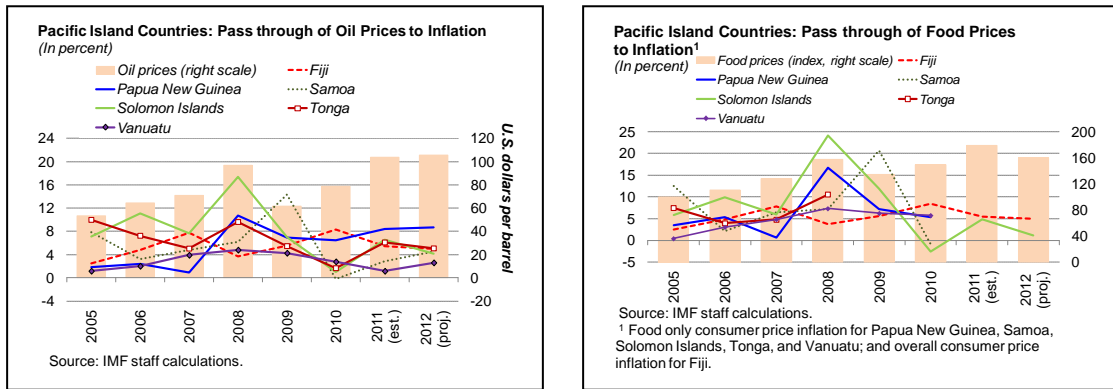 Pacific Island Countries: Pass through of Oil Prices to Inflation
(In percent)
Oil prices (right scale)
Fiji
Papua New Guinea
Samoa
Solomon Islands
Tonga
Vanuatu
24
20
16
12
8
4
0
-4
120
100
80
60
40
20
0
-20
U.S. dollars per barrel
2005
2006
2007
2008
2009
2010
2011
(est.)
2012
(proj.)
Source: IMF staff calculations.
Pacific Island Countries: Pass through of Food Prices
to Inflation¹
(In percent)
Food prices (index, right scale)
Fiji
Papua New Guinea
Samoa
Solomon Islands
Tonga
Vanuatu
25
20
15
10
5
0
-5
200
160
120
80
40
0
2005
2006
2007
2008
2009
2010
2011
(est.)
2012
(proj.)
Source: IMF staff calculations.
¹ Food only consumer price inflation for Papua New Guinea, Samoa,
Solomon Islands, Tonga, and Vanuatu; and overall consumer price
inflation for Fiji.